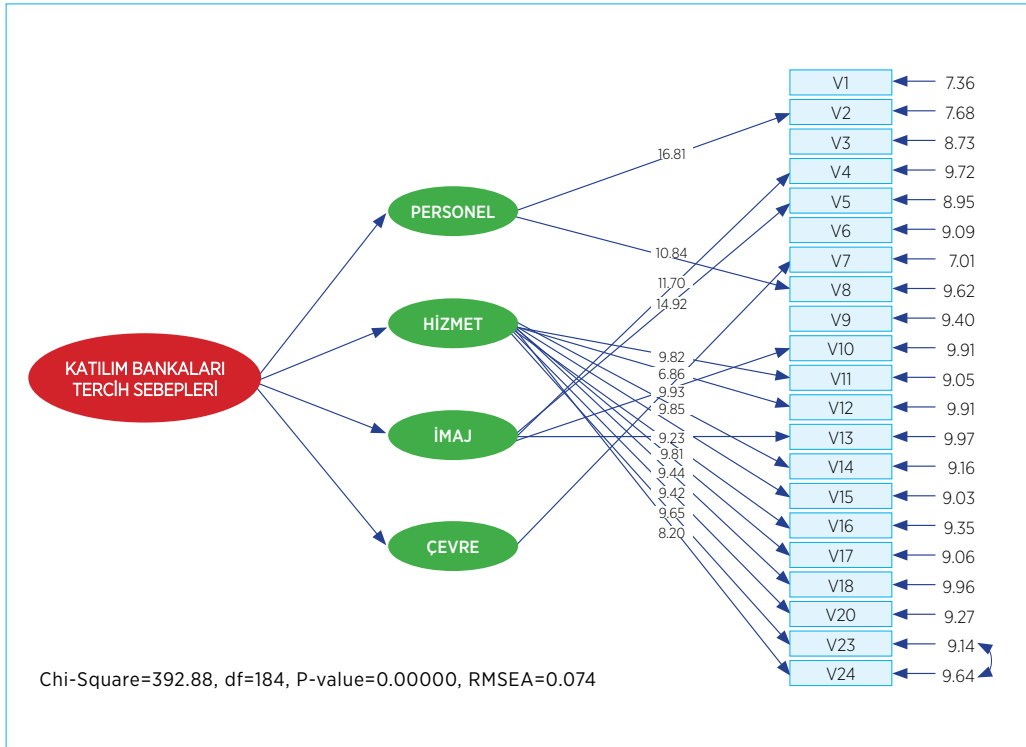 KATILIM BANKALARI
TERCİH SEBEPLERİ
PERSONEL
HİZMET
İMAJ
ÇEVRE
16.81
10.84
11.70
14.92
9.82
6.86
9.93
9.85
9.23
9.81
9.44
9.42
9.65
8.20
V1 7.36
V2 7.68
V3 8.73
V4 9.72
V5 8.95
V6 9.09
V7 7.01
V8 9.62
V9 9.40
V10 9.91
V11 9.05
V12 9.91
V13 9.97
V14 9.16
V15 9.03
V16 9.35
V17 9.06
V18 9.96
V20 9.27
V23 9.14
V24 9.64
Chi-Square=392.88, df=184, P-value=0.00000, RMSEA=0.074